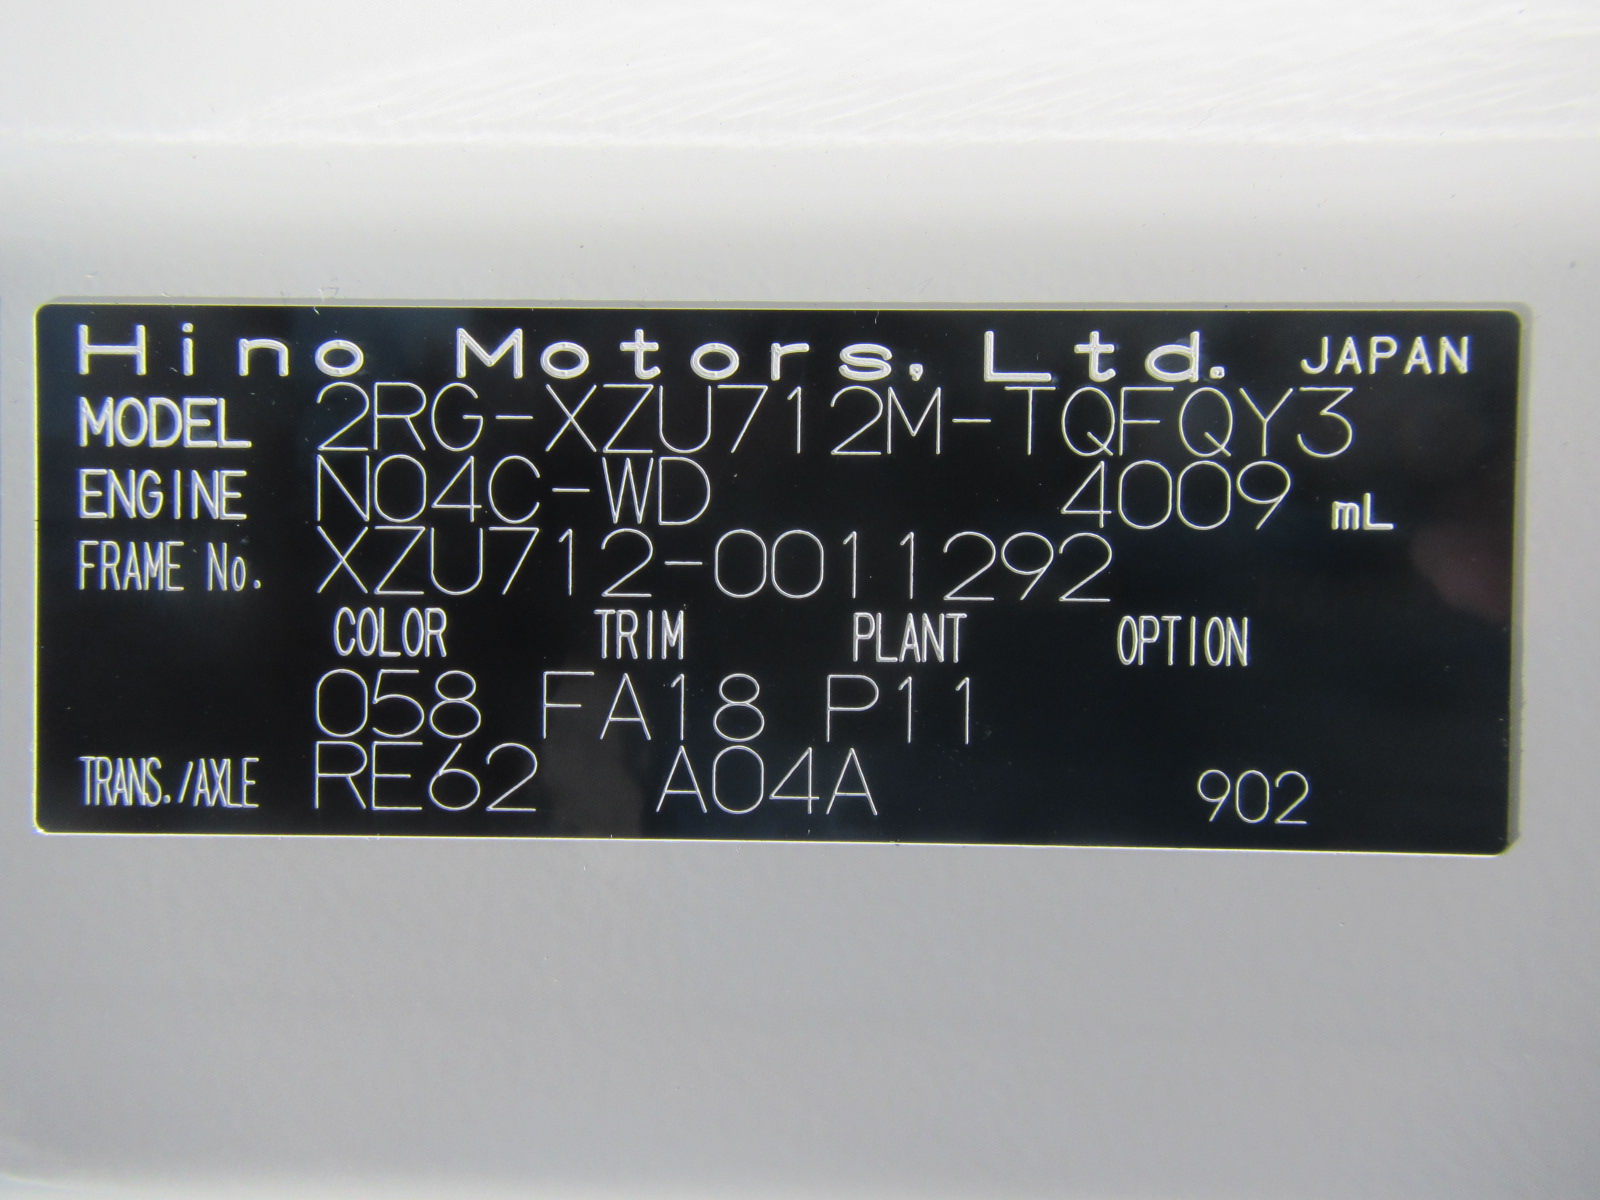 Hino Motors, Ltd. JAPAN
MODEL 2RG-XZU712M-TQFQY3
ENGINE N04C-WD 4009 mL
FRAME No. XZU712-0011292
COLOR TRIM PLANT OPTION
058 FA18 P11
TRANS./AXLE RE62 A04A 902